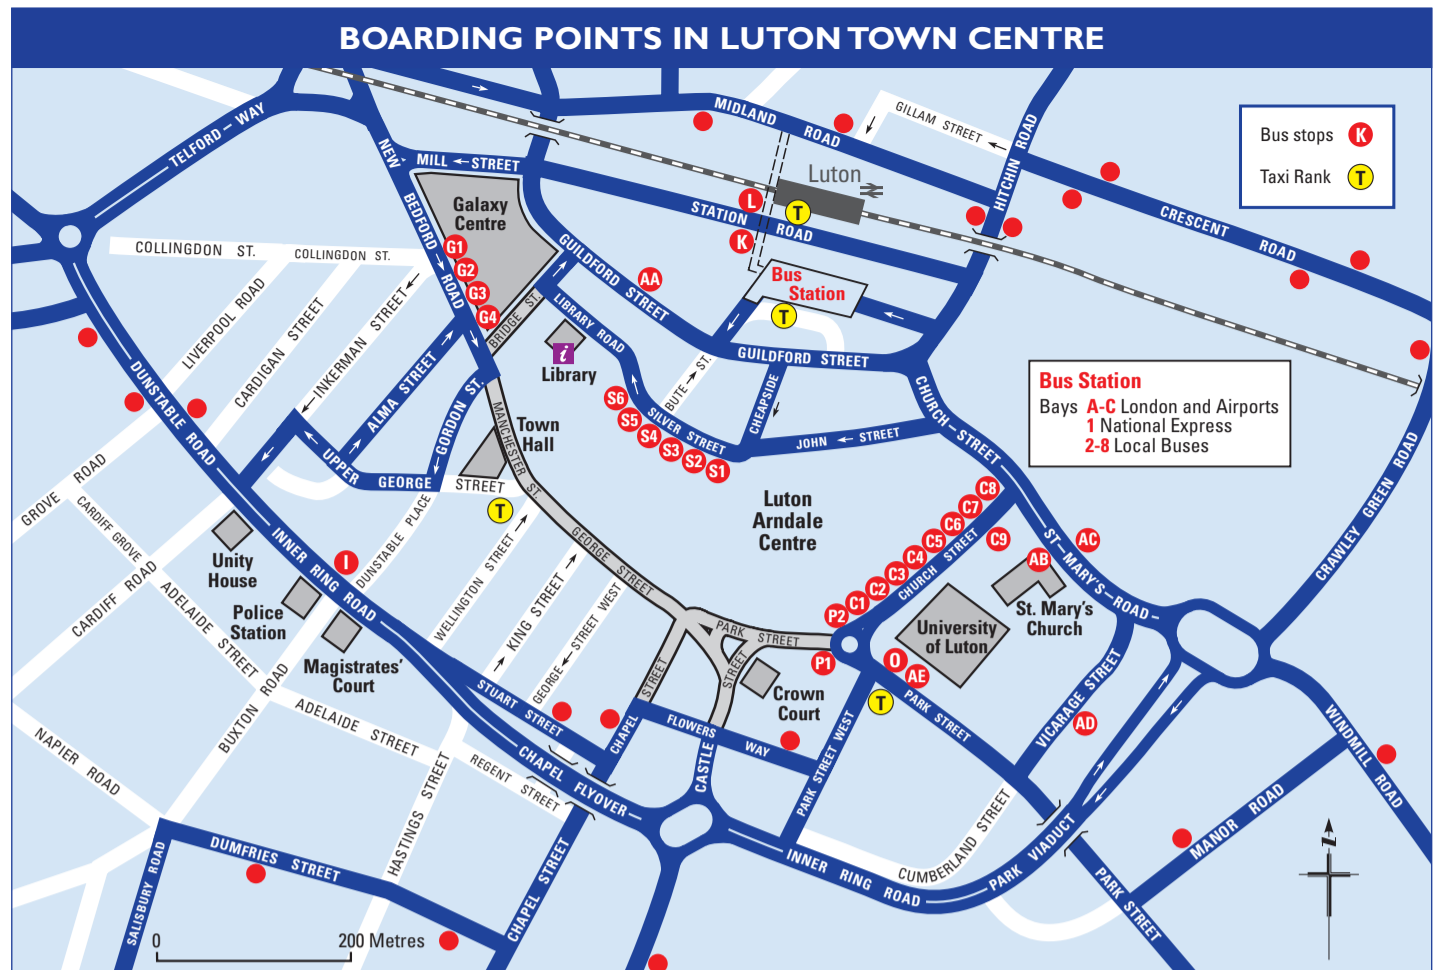 BOARDING POINTS IN LUTON TOWN CENTRE
Bus stops K
Taxi Rank T
TELFORD WAY
NEW
BEDFORD
ROAD
MILL STREET
MIDLAND
ROAD
GILLAM STREET
HITCHIN ROAD
CRESCENT
ROAD
Luton
L
T
K
STATION
ROAD
Galaxy
Centre
G1
G2
G3
G4
COLLINGDON ST.
COLLINGDON ST.
GUILDFORD
STREET
AA
Bus
Station
T
BRIDGE ST.
LIBRARY ROAD
i
Library
LIVERPOOL ROAD
CARDIGAN STREET
INKERMAN STREET
ALMA STREET
GORDON ST.
GUILDFORD STREET
BUTE ST.
CHEAPSIDE
SILVER STREET
JOHN STREET
CHURCH STREET
Bus Station
Bays A-C London and Airports
1 National Express
2-8 Local Buses
S6
S5
S4
S3
S2
S1
DUNSTABLE ROAD
MANCHESTER ST.
Town
Hall
UPPER
GEORGE
STREET
T
GROVE ROAD
CARDIFF GROVE
CARDIFF ROAD
Unity
House
INNER RING ROAD
I
DUNSTABLE PLACE
Police
Station
Magistrates'
Court
ADELAIDE STREET
WELLINGTON STREET
KING STREET
GEORGE STREET
GEORGE STREET WEST
Luton
Arndale
Centre
C8
C7
C6
C5
C4
C3
C2
C1
P2
C9
CHURCH STREET
AB
AC
ST. MARY'S ROAD
St. Mary's
Church
CRAWLEY GREEN ROAD
University
of Luton
PARK STREET
P1
O
AE
T
PARK STREET
Crown
Court
STREET
CASTLE
CHAPEL
STREET
FLOWERS
WAY
PARK STREET WEST
VICARAGE STREET
AD
WINDMILL ROAD
MANOR ROAD
STUART STREET
CHAPEL FLYOVER
BUXTON ROAD
ADELAIDE STREET
REGENT STREET
HASTINGS STREET
NAPIER ROAD
DUMFRIES STREET
SALISBURY ROAD
CHAPEL STREET
INNER RING ROAD
CUMBERLAND STREET
PARK VIADUCT
PARK STREET
N
0 200 Metres